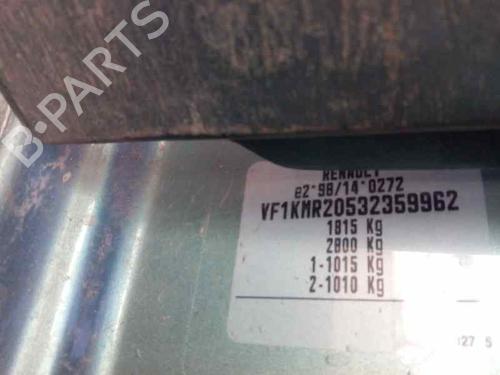 B-PARTS
RENAULT
e2*98/14*0272
VF1KMR20532359962
1815 Kg
2800 Kg
1-1015 Kg
2-1010 Kg